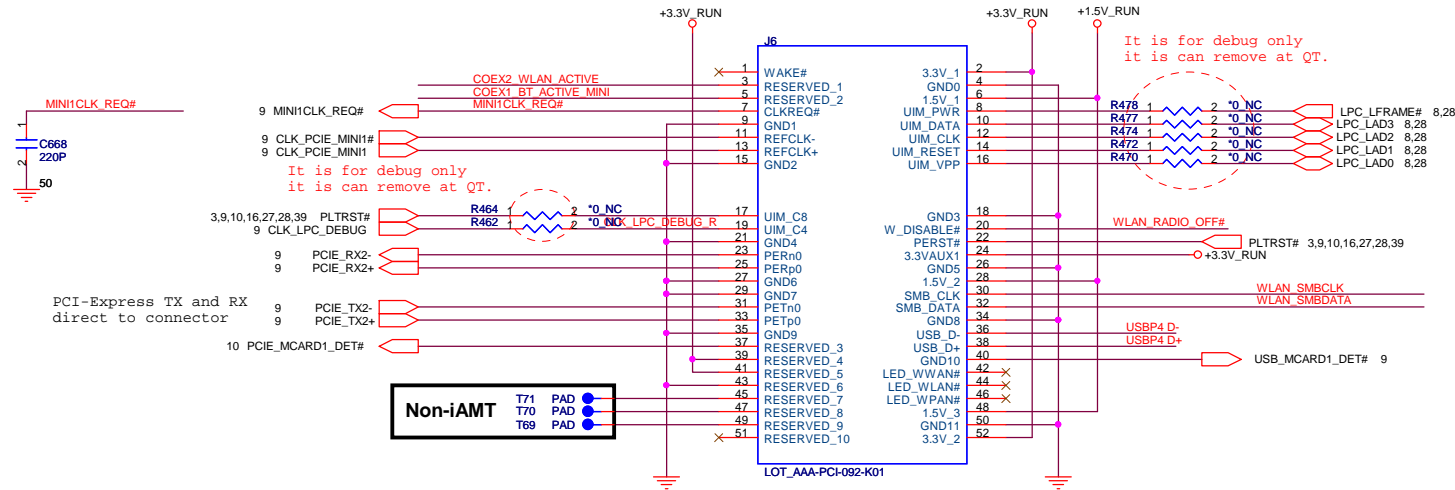 +3.3V_RUN
+3.3V_RUN
+1.5V_RUN
J6
It is for debug only
it is can remove at QT.
1 WAKE#
3 RESERVED_1
5 RESERVED_2
7 CLKREQ#
9 GND1
11 REFCLK-
13 REFCLK+
15 GND2
17 UIM_C8
19 UIM_C4
21 GND4
23 PERn0
25 PERp0
27 GND6
29 GND7
31 PETn0
33 PETp0
35 GND9
37 RESERVED_3
39 RESERVED_4
41 RESERVED_5
43 RESERVED_6
45 RESERVED_7
47 RESERVED_8
49 RESERVED_9
51 RESERVED_10
3.3V_1 2
GND0 4
1.5V_1 6
UIM_PWR 8
UIM_DATA 10
UIM_CLK 12
UIM_RESET 14
UIM_VPP 16
GND3 18
W_DISABLE# 20
PERST# 22
3.3VAUX1 24
GND5 26
1.5V_2 28
SMB_CLK 30
SMB_DATA 32
GND8 34
USB_D- 36
USB_D+ 38
GND10 40
LED_WWAN# 42
LED_WLAN# 44
LED_WPAN# 46
1.5V_3 48
GND11 50
3.3V_2 52
LOT_AAA-PCI-092-K01
COEX2_WLAN_ACTIVE
COEX1_BT_ACTIVE_MINI
MINI1CLK_REQ#
MINI1CLK_REQ#
1
C668
220P
2
50
9 MINI1CLK_REQ#
9 CLK_PCIE_MINI1#
9 CLK_PCIE_MINI1
It is for debug only
it is can remove at QT.
3,9,10,16,27,28,39 PLTRST#
9 CLK_LPC_DEBUG
R464 1 2 *0_NC
R462 1 2 *0_NC
CLK_LPC_DEBUG_R
9 PCIE_RX2-
9 PCIE_RX2+
PCI-Express TX and RX
direct to connector
9 PCIE_TX2-
9 PCIE_TX2+
10 PCIE_MCARD1_DET#
Non-iAMT
T71 PAD
T70 PAD
T69 PAD
R478 1 2 *0_NC LPC_LFRAME# 8,28
R477 1 2 *0_NC LPC_LAD3 8,28
R474 1 2 *0_NC LPC_LAD2 8,28
R472 1 2 *0_NC LPC_LAD1 8,28
R470 1 2 *0_NC LPC_LAD0 8,28
WLAN_RADIO_OFF#
PLTRST# 3,9,10,16,27,28,39
+3.3V_RUN
WLAN_SMBCLK
WLAN_SMBDATA
USBP4 D-
USBP4 D+
USB_MCARD1_DET# 9